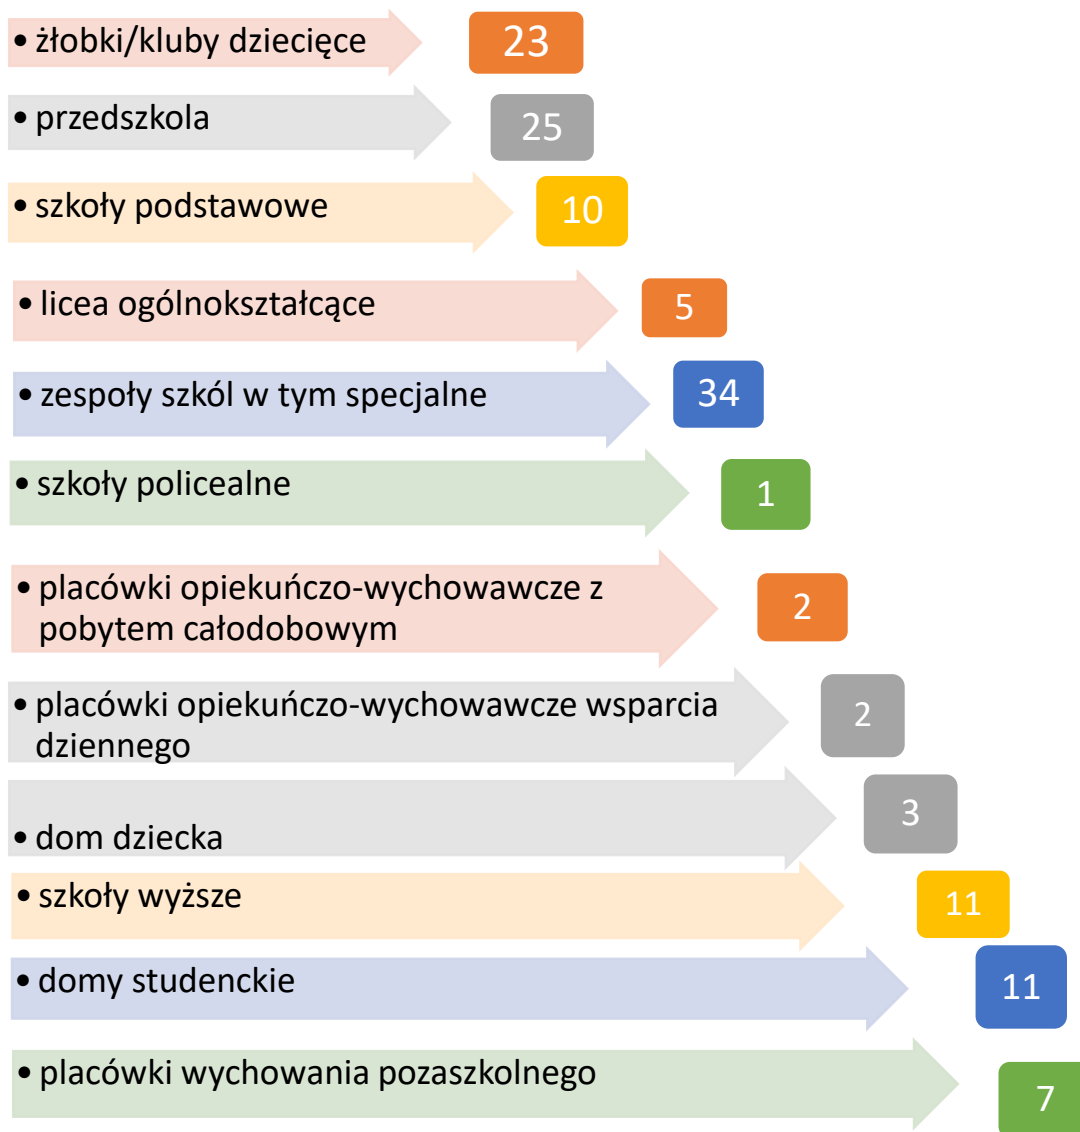 • żłobki/kluby dziecięce 23
• przedszkola 25
• szkoły podstawowe 10
• licea ogólnokształcące 5
• zespoły szkól w tym specjalne 34
• szkoły policealne 1
• placówki opiekuńczo-wychowawcze z
pobytem całodobowym 2
• placówki opiekuńczo-wychowawcze wsparcia
dziennego 2
• dom dziecka 3
• szkoły wyższe 11
• domy studenckie 11
• placówki wychowania pozaszkolnego 7